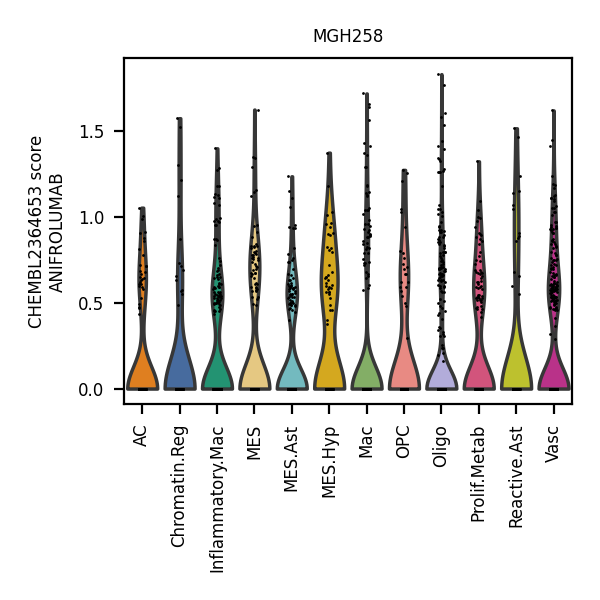 MGH258
CHEMBL2364653 score
ANIFROLUMAB
1.5
1.0
0.5
0.0
AC
Chromatin.Reg
Inflammatory.Mac
MES
MES.Ast
MES.Hyp
Mac
OPC
Oligo
Prolif.Metab
Reactive.Ast
Vasc